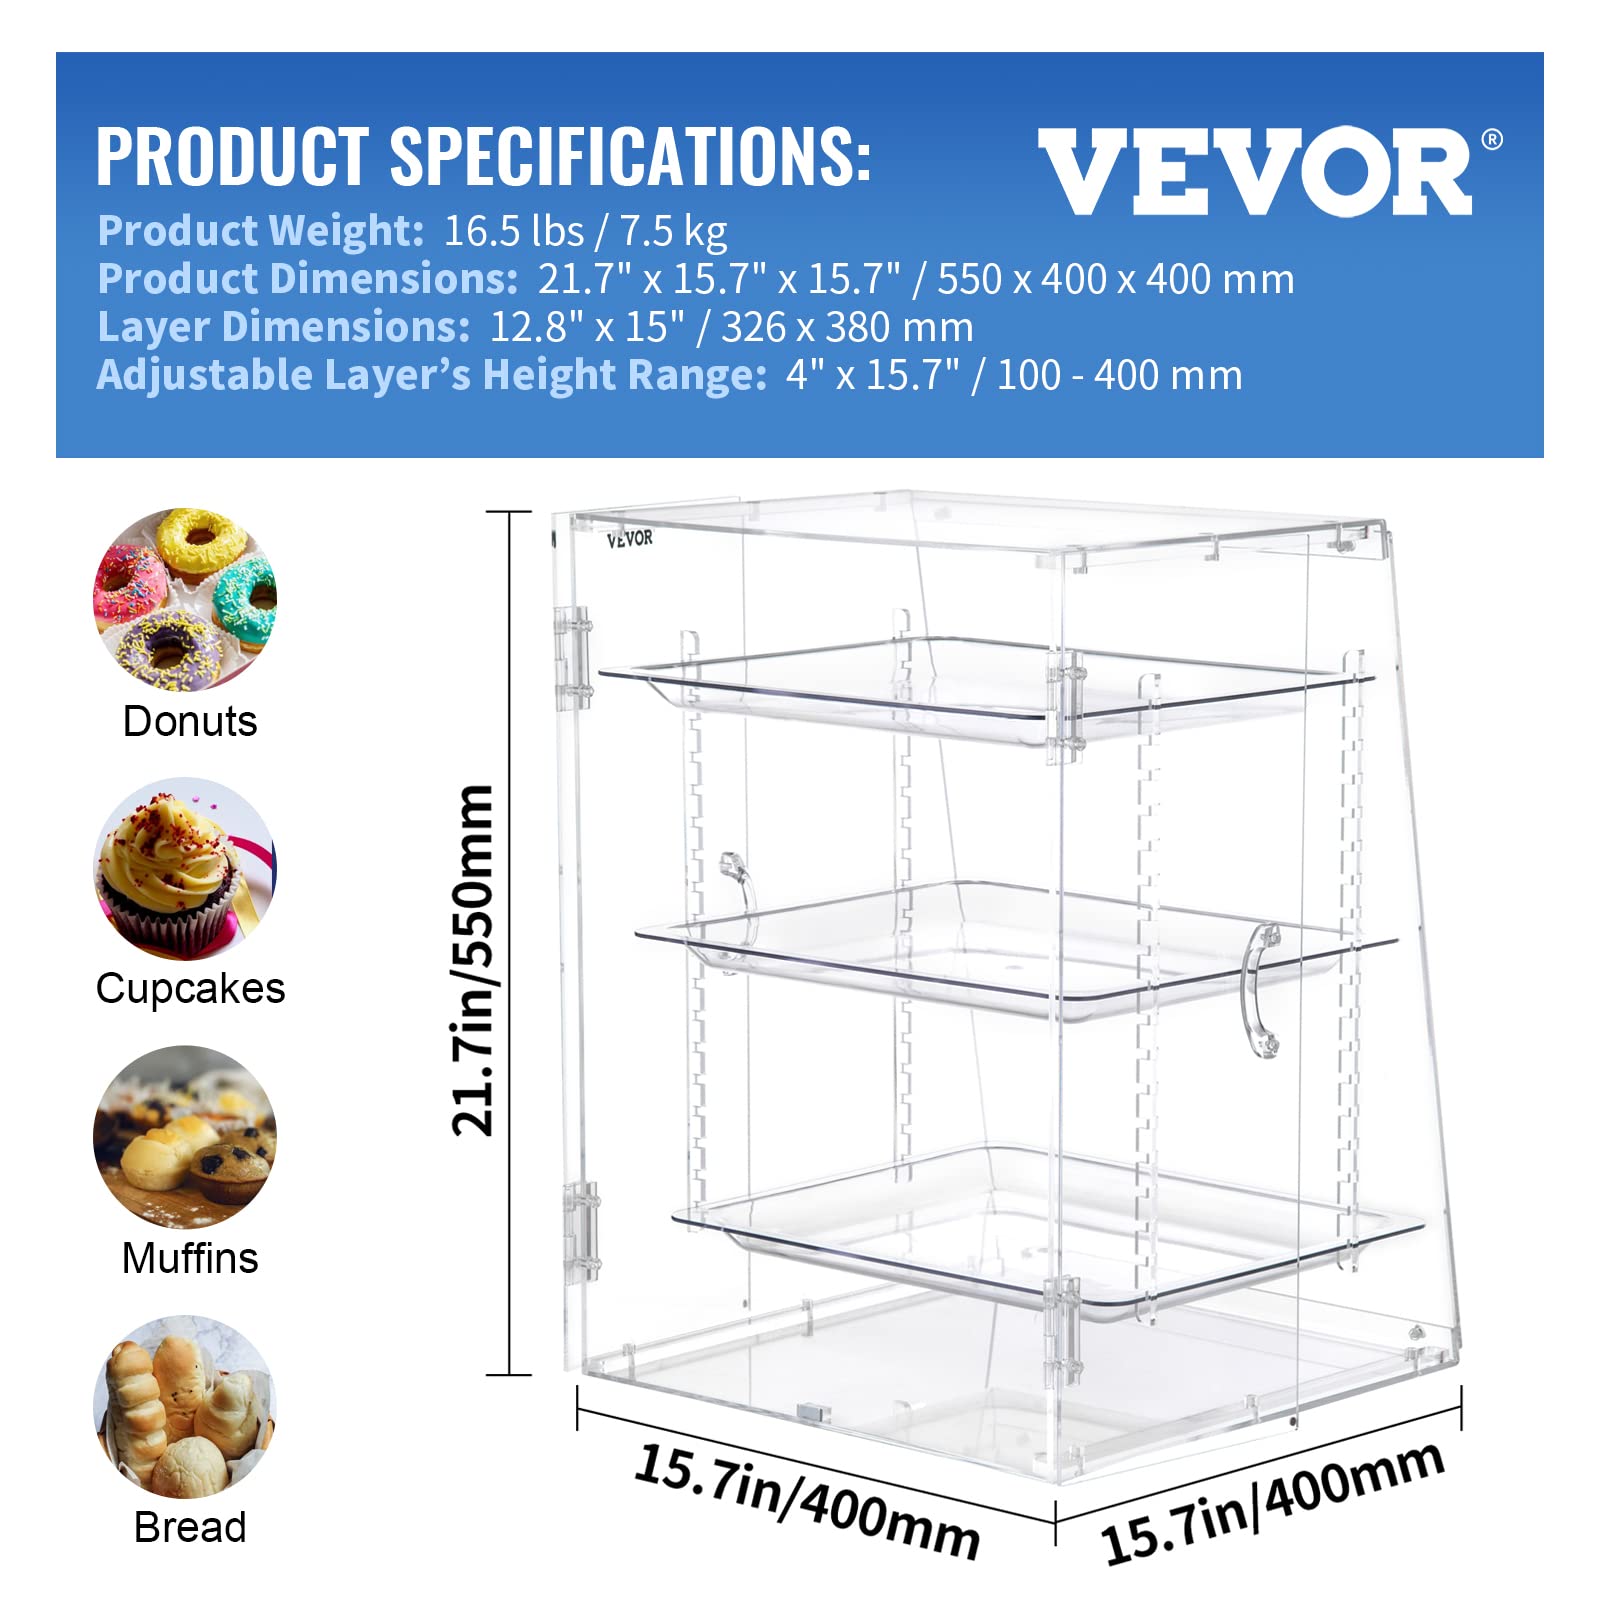 PRODUCT SPECIFICATIONS:
VEVOR®
Product Weight: 16.5 lbs / 7.5 kg
Product Dimensions: 21.7" x 15.7" x 15.7" / 550 x 400 x 400 mm
Layer Dimensions: 12.8" x 15" / 326 x 380 mm
Adjustable Layer’s Height Range: 4" x 15.7" / 100 - 400 mm
VEVOR
Donuts
Cupcakes
Muffins
Bread
21.7in/550mm
15.7in/400mm
15.7in/400mm